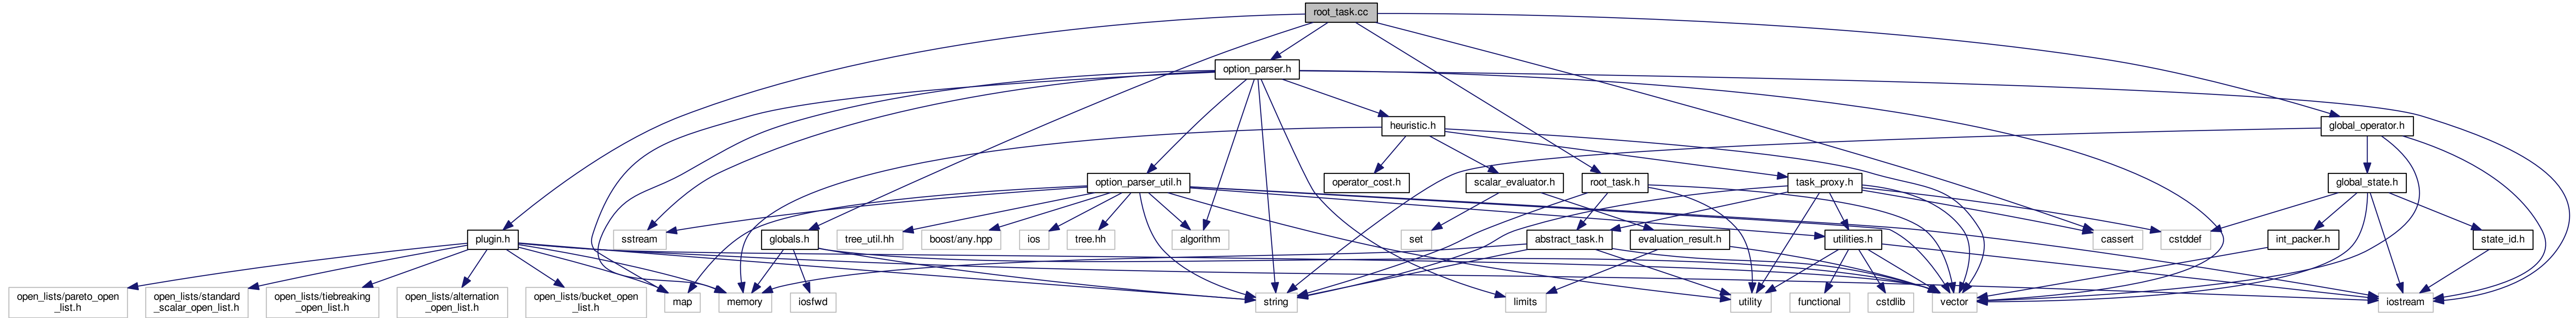 root_task.cc
option_parser.h
heuristic.h
global_operator.h
option_parser_util.h
operator_cost.h
scalar_evaluator.h
root_task.h
task_proxy.h
global_state.h
plugin.h
sstream
globals.h
tree_util.hh
boost/any.hpp
ios
tree.hh
algorithm
set
abstract_task.h
evaluation_result.h
utilities.h
cassert
cstddef
int_packer.h
state_id.h
open_lists/pareto_open
_list.h
open_lists/standard
_scalar_open_list.h
open_lists/tiebreaking
_open_list.h
open_lists/alternation
_open_list.h
open_lists/bucket_open
_list.h
map
memory
iosfwd
string
limits
utility
functional
cstdlib
vector
iostream